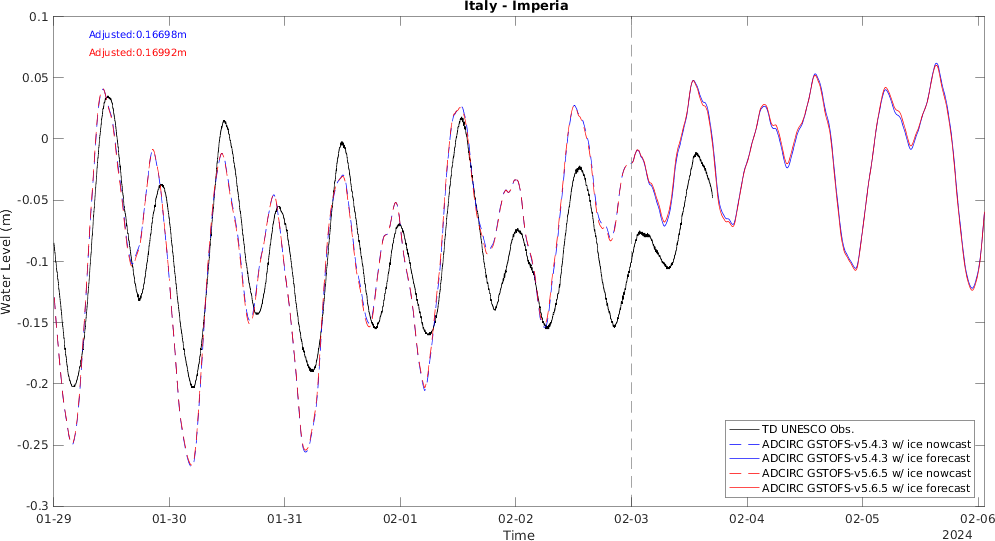 Italy - Imperia
Adjusted:0.16698m
Adjusted:0.16992m
0.1
0.05
0
-0.05
-0.1
-0.15
-0.2
-0.25
-0.3
Water Level (m)
TD UNESCO Obs.
ADCIRC GSTOFS-v5.4.3 w/ ice nowcast
ADCIRC GSTOFS-v5.4.3 w/ ice forecast
ADCIRC GSTOFS-v5.6.5 w/ ice nowcast
ADCIRC GSTOFS-v5.6.5 w/ ice forecast
01-29 01-30 01-31 02-01 02-02 02-03 02-04 02-05 02-06
Time
2024